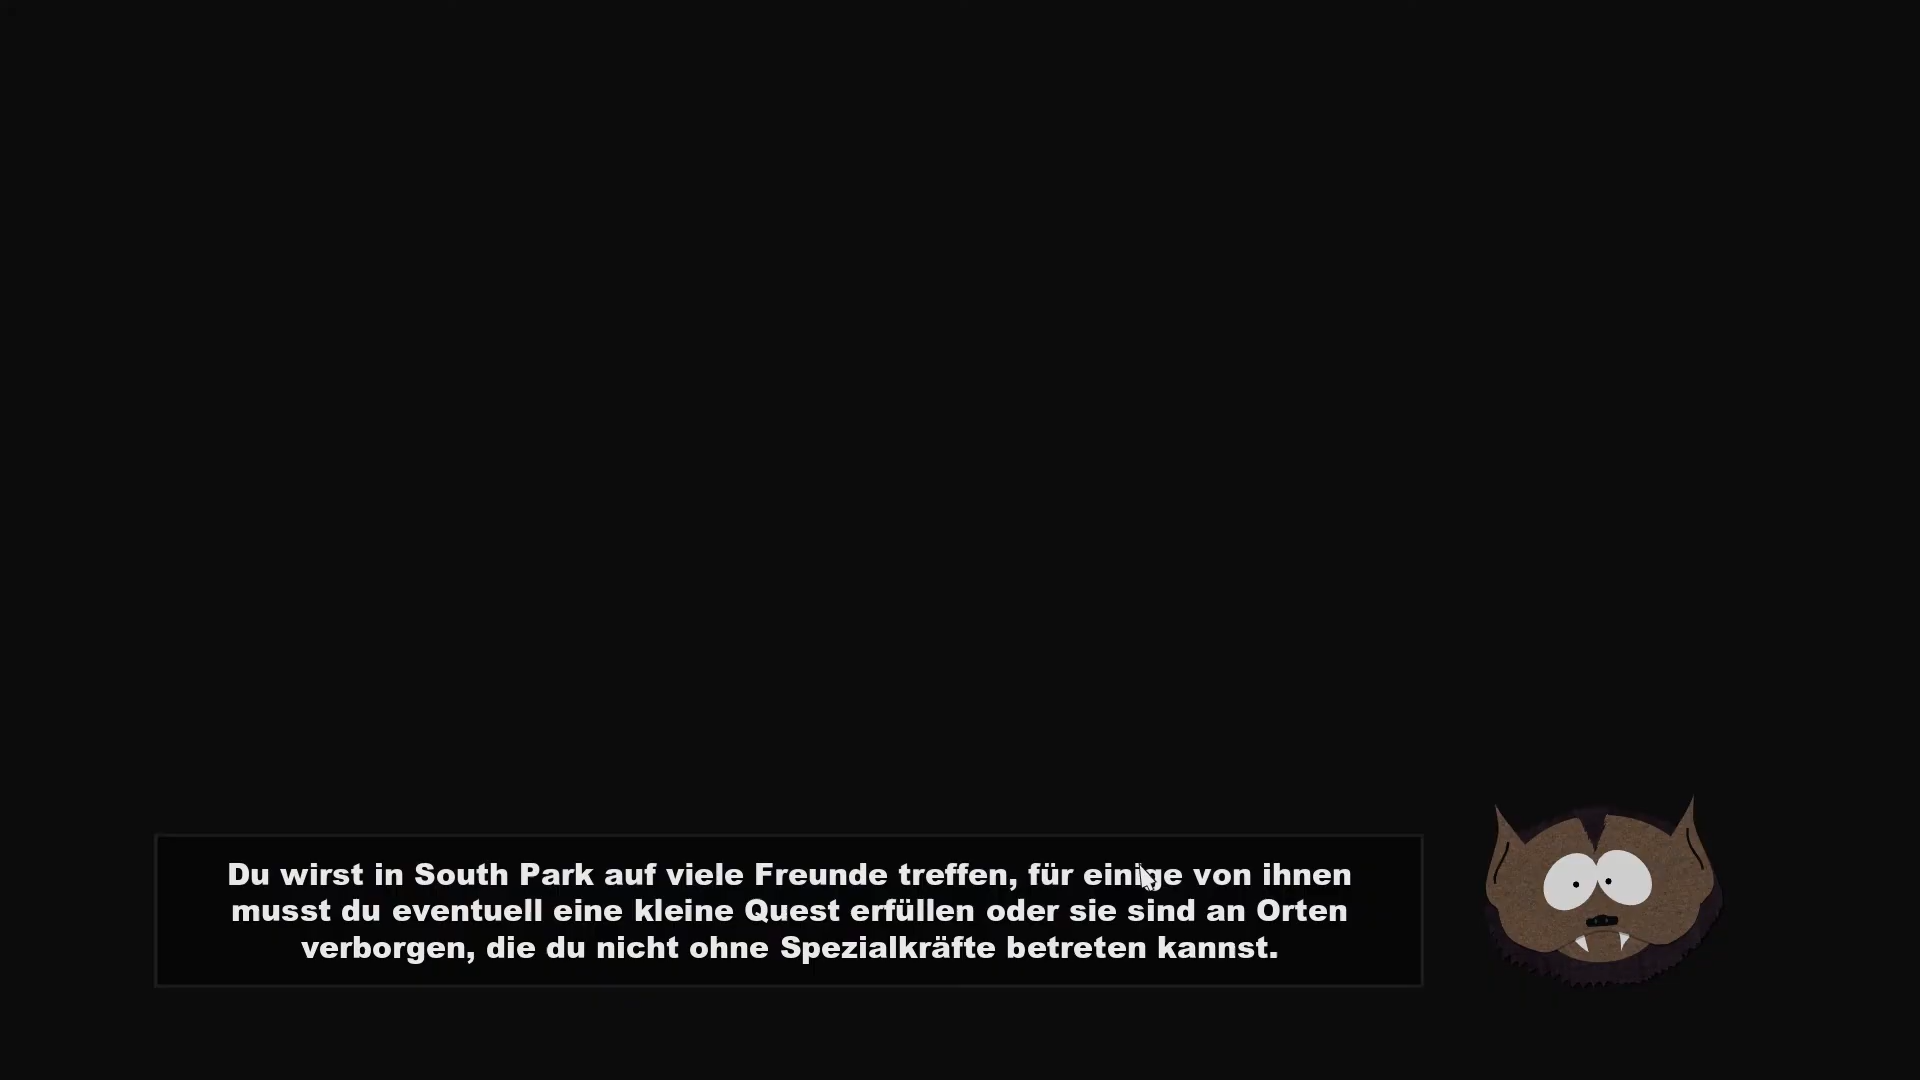 Du wirst in South Park auf viele Freunde treffen, für einige von ihnen
musst du eventuell eine kleine Quest erfüllen oder sie sind an Orten
verborgen, die du nicht ohne Spezialkräfte betreten kannst.